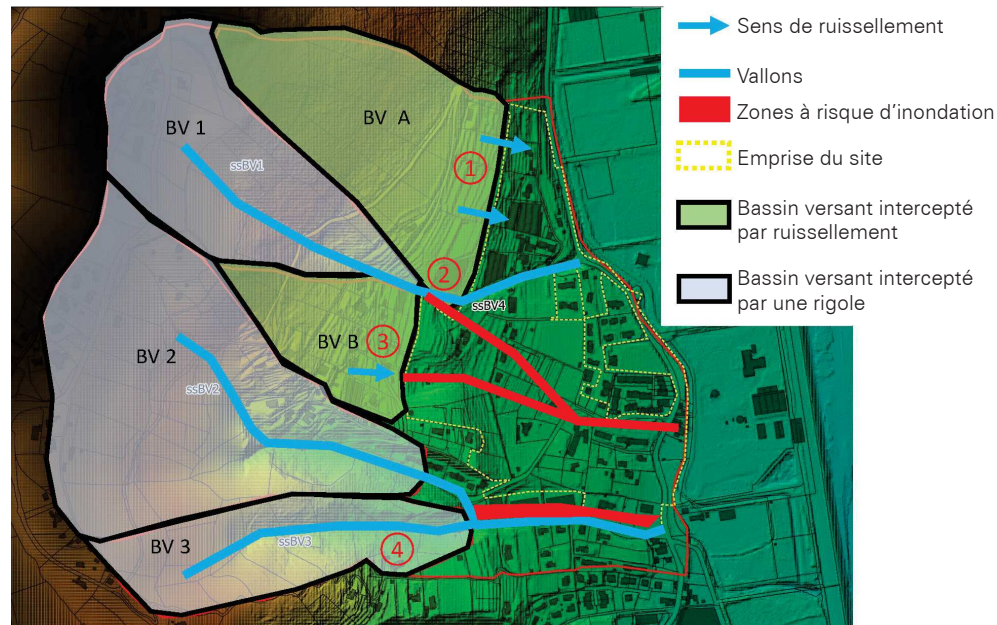 Sens de ruissellement
Vallons
Zones à risque d'inondation
Emprise du site
Bassin versant intercepté
par ruissellement
Bassin versant intercepté
par une rigole
BV A
BV 1
ssBV1
1
2
ssBV4
BV B
3
BV 2
ssBV2
BV 3
ssBV3
4